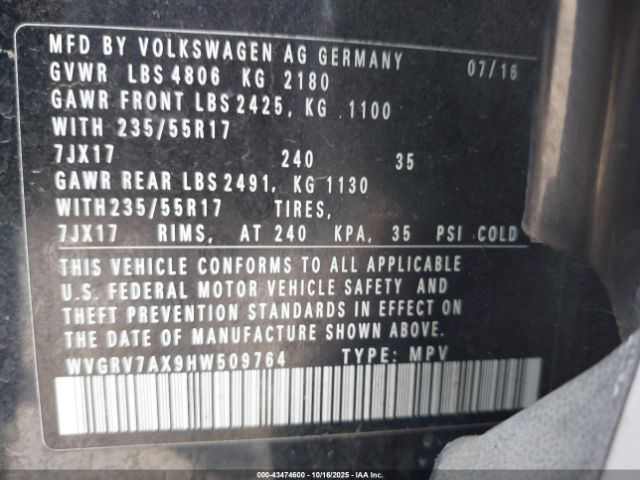 MFD BY VOLKSWAGEN AG GERMANY 07/16
GVWR LBS 4806 KG 2180
GAWR FRONT LBS 2425, KG 1100
WITH 235/55R17
7JX17 240 35
GAWR REAR LBS 2491, KG 1130
WITH235/55R17 TIRES,
7JX17 RIMS, AT 240 KPA, 35 PSI COLD
THIS VEHICLE CONFORMS TO ALL APPLICABLE
U.S. FEDERAL MOTOR VEHICLE SAFETY AND
THEFT PREVENTION STANDARDS IN EFFECT ON
THE DATE OF MANUFACTURE SHOWN ABOVE.
WVGRV7AX9HW509764 TYPE: MPV
000-43474600 - 10/16/2025 - IAAI.com